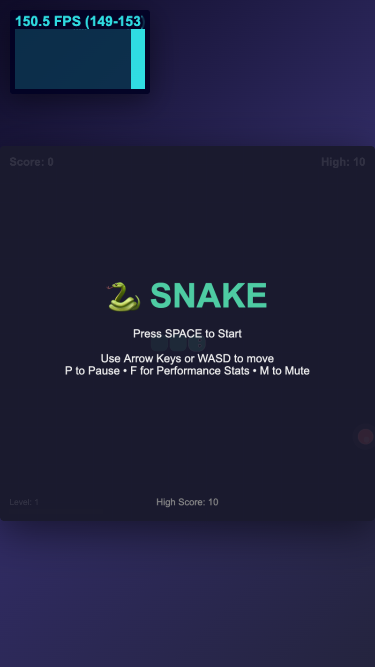 150.5 FPS (149-153)
Score: 0 High: 10
🐍 SNAKE
Press SPACE to Start
Use Arrow Keys or WASD to move
P to Pause • F for Performance Stats • M to Mute
Level: 1 High Score: 10